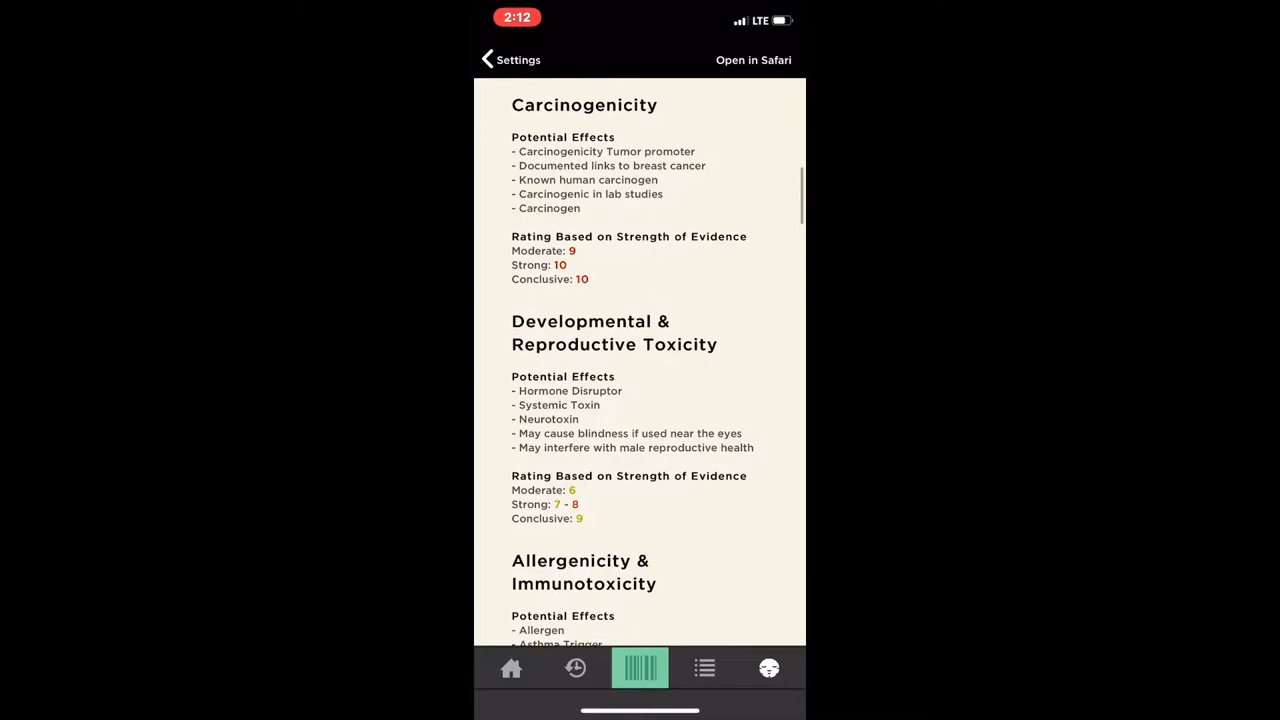 2:12
LTE
Settings
Open in Safari
Carcinogenicity
Potential Effects
- Carcinogenicity Tumor promoter
- Documented links to breast cancer
- Known human carcinogen
- Carcinogenic in lab studies
- Carcinogen
Rating Based on Strength of Evidence
Moderate: 9
Strong: 10
Conclusive: 10
Developmental &
Reproductive Toxicity
Potential Effects
- Hormone Disruptor
- Systemic Toxin
- Neurotoxin
- May cause blindness if used near the eyes
- May interfere with male reproductive health
Rating Based on Strength of Evidence
Moderate: 6
Strong: 7 - 8
Conclusive: 9
Allergenicity &
Immunotoxicity
Potential Effects
- Allergen
- Asthma Trigger